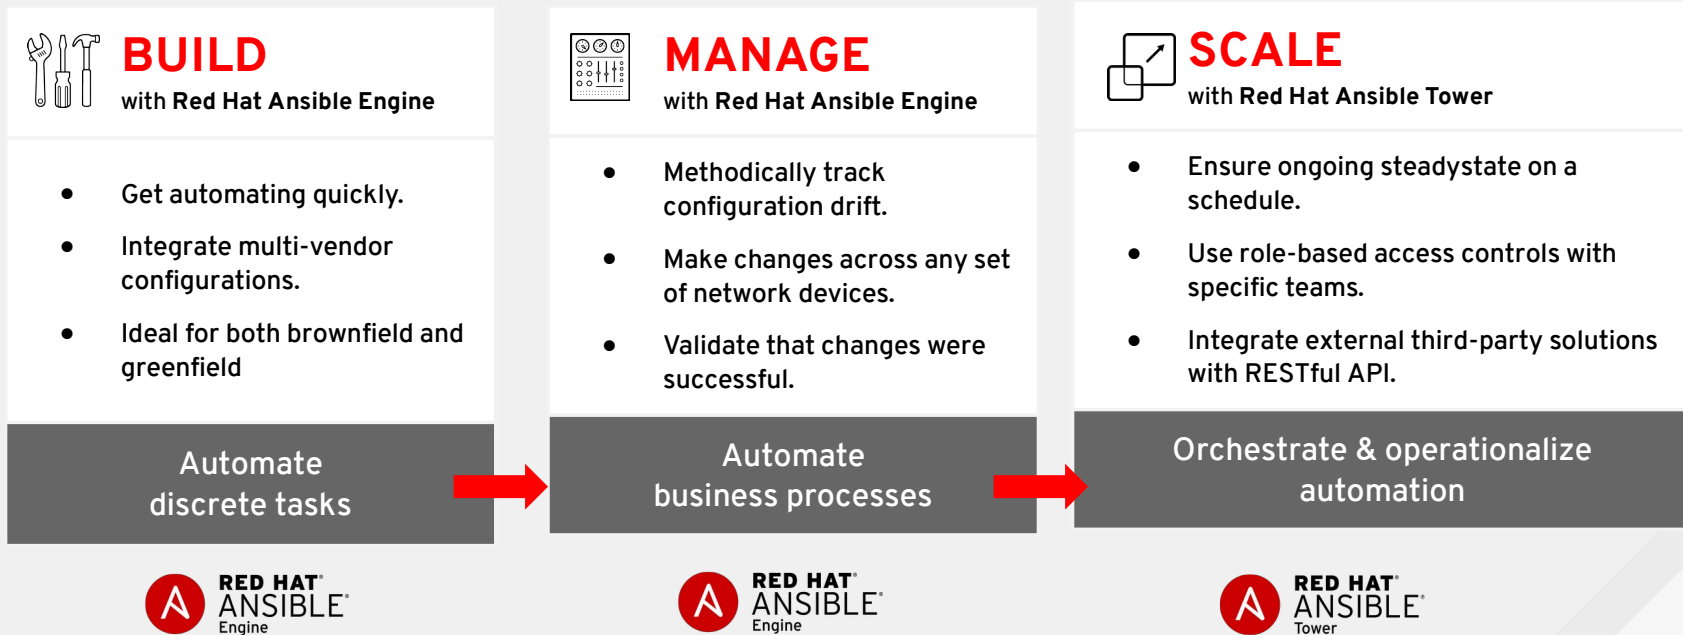 BUILD
with Red Hat Ansible Engine
● Get automating quickly.
● Integrate multi-vendor
configurations.
● Ideal for both brownfield and
greenfield
Automate
discrete tasks
RED HAT®
ANSIBLE®
Engine
MANAGE
with Red Hat Ansible Engine
● Methodically track
configuration drift.
● Make changes across any set
of network devices.
● Validate that changes were
successful.
Automate
business processes
RED HAT®
ANSIBLE®
Engine
SCALE
with Red Hat Ansible Tower
● Ensure ongoing steadystate on a
schedule.
● Use role-based access controls with
specific teams.
● Integrate external third-party solutions
with RESTful API.
Orchestrate & operationalize
automation
RED HAT®
ANSIBLE®
Tower